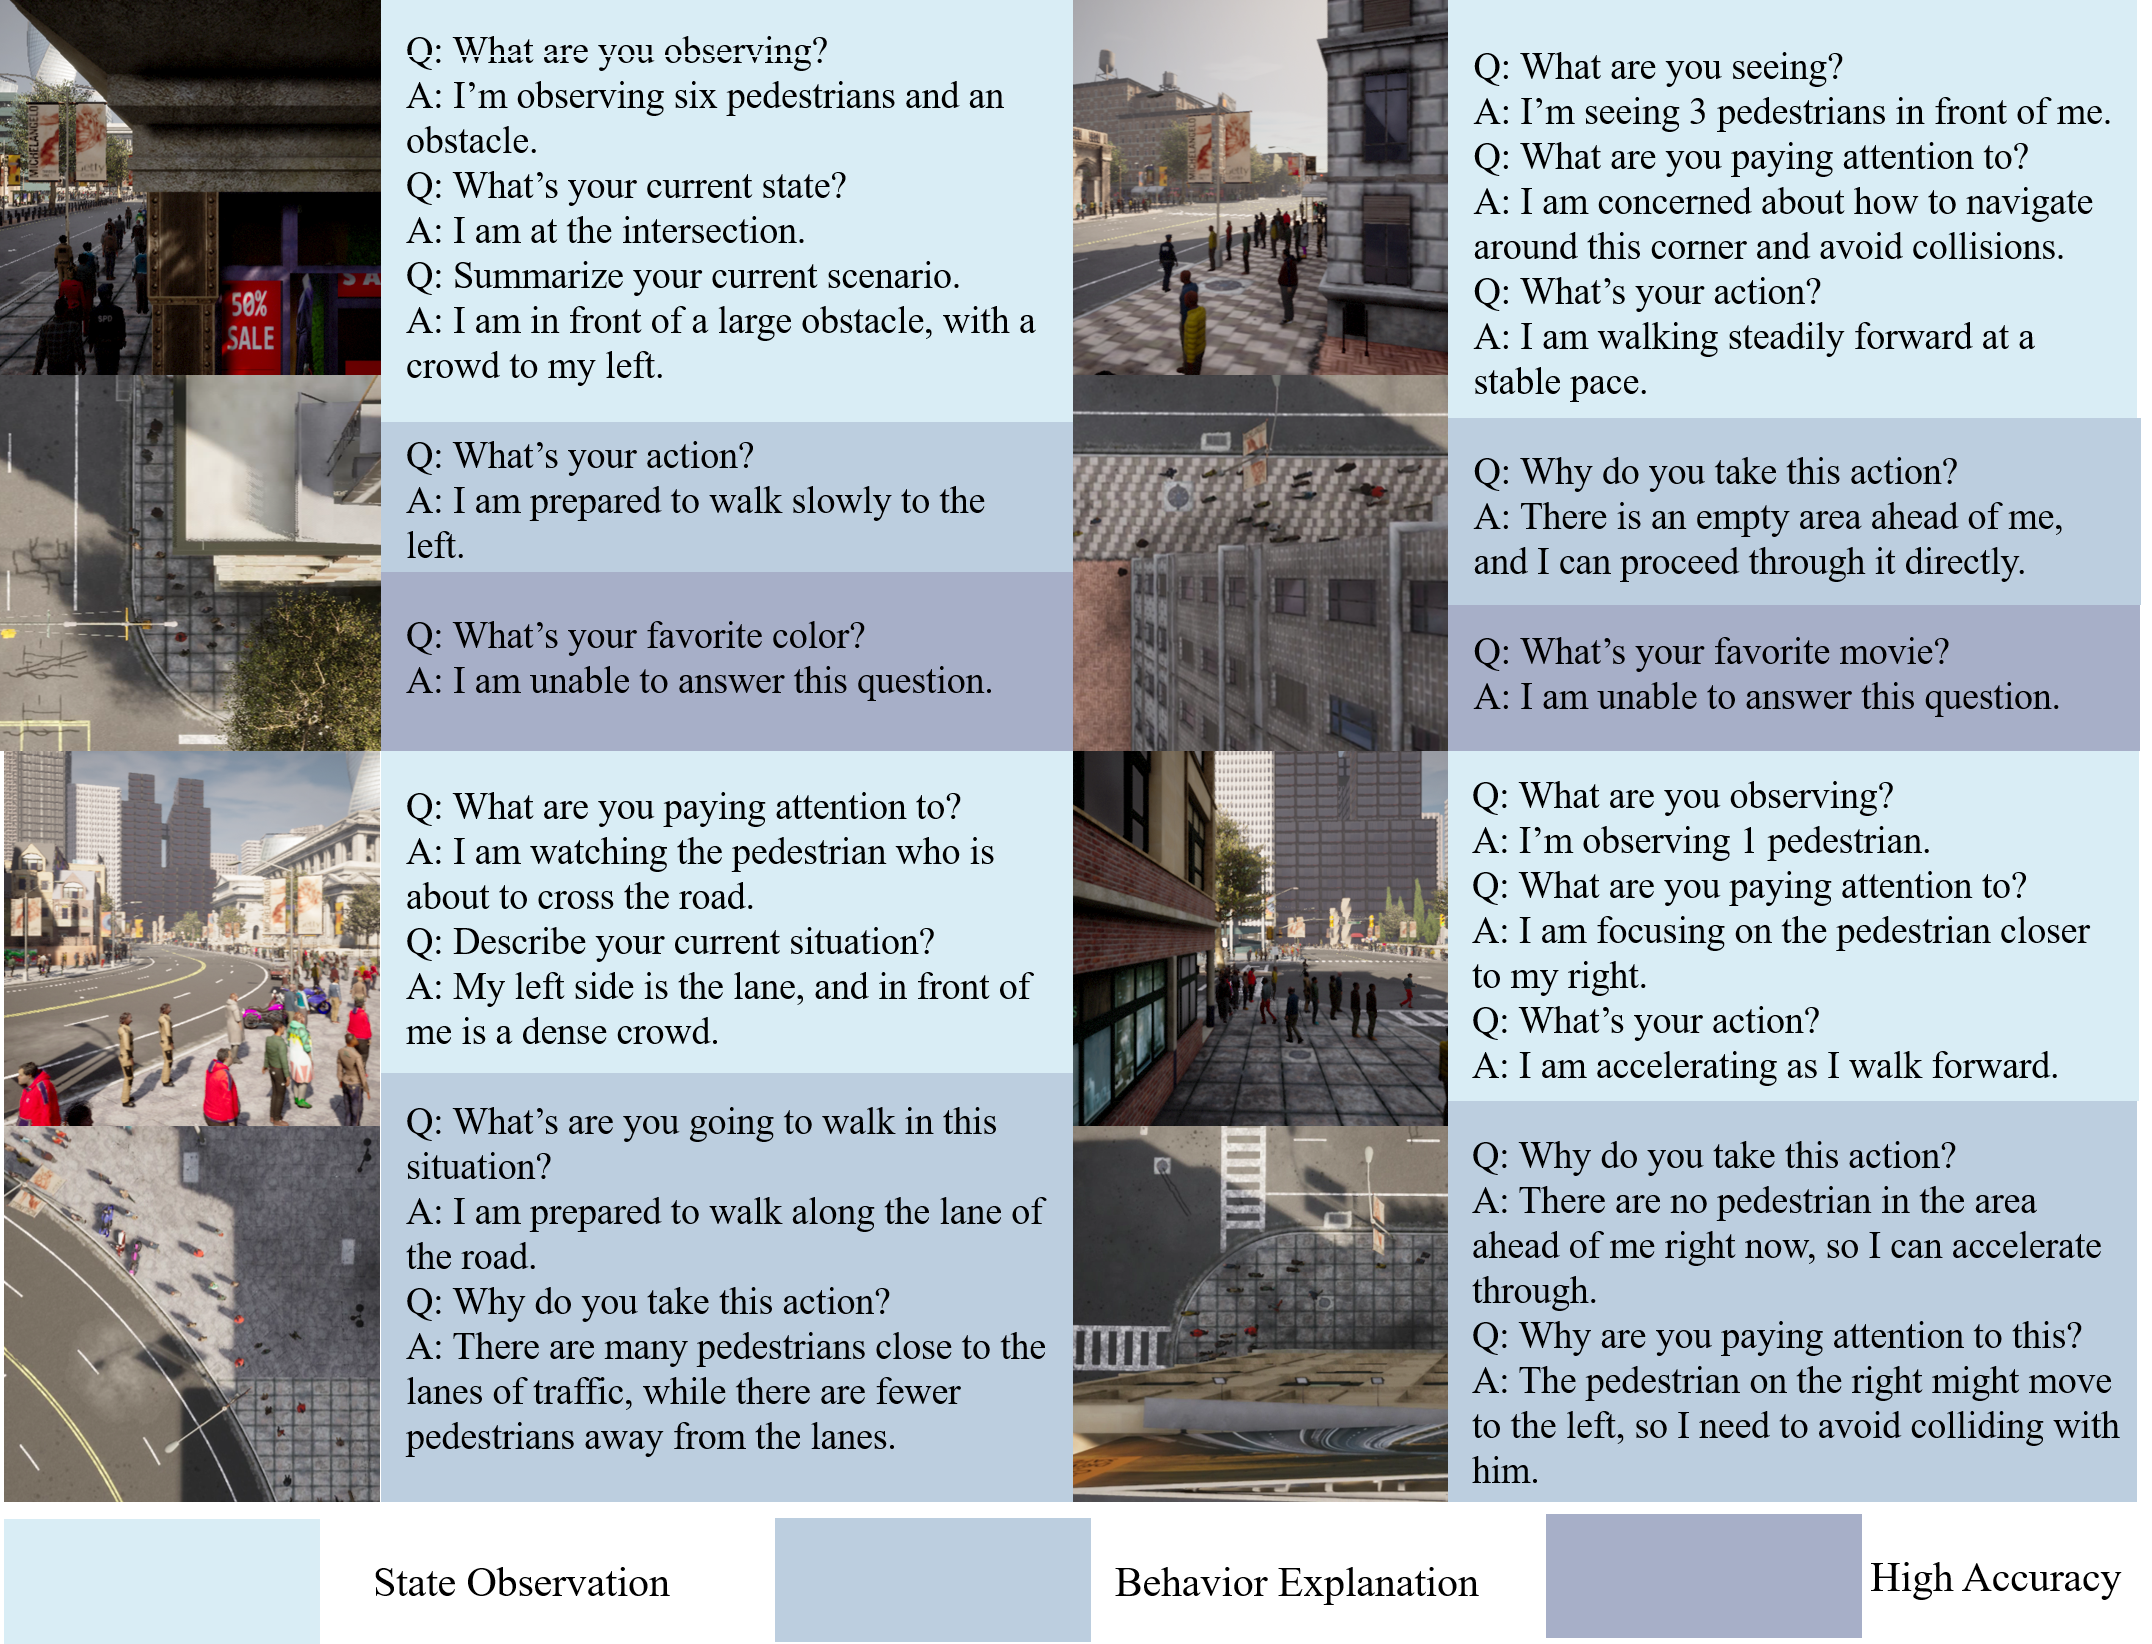 Q: What are you observing?
A: I'm observing six pedestrians and an
obstacle.
Q: What's your current state?
A: I am at the intersection.
Q: Summarize your current scenario.
A: I am in front of a large obstacle, with a
crowd to my left.
Q: What's your action?
A: I am prepared to walk slowly to the
left.
Q: What's your favorite color?
A: I am unable to answer this question.
MICHELANGELO
Getty
50%
SALE
SA
SPD
Q: What are you seeing?
A: I'm seeing 3 pedestrians in front of me.
Q: What are you paying attention to?
A: I am concerned about how to navigate
around this corner and avoid collisions.
Q: What's your action?
A: I am walking steadily forward at a
stable pace.
Q: Why do you take this action?
A: There is an empty area ahead of me,
and I can proceed through it directly.
Q: What's your favorite movie?
A: I am unable to answer this question.
Q: What are you paying attention to?
A: I am watching the pedestrian who is
about to cross the road.
Q: Describe your current situation?
A: My left side is the lane, and in front of
me is a dense crowd.
Q: What's are you going to walk in this
situation?
A: I am prepared to walk along the lane of
the road.
Q: Why do you take this action?
A: There are many pedestrians close to the
lanes of traffic, while there are fewer
pedestrians away from the lanes.
Q: What are you observing?
A: I'm observing 1 pedestrian.
Q: What are you paying attention to?
A: I am focusing on the pedestrian closer
to my right.
Q: What's your action?
A: I am accelerating as I walk forward.
Q: Why do you take this action?
A: There are no pedestrian in the area
ahead of me right now, so I can accelerate
through.
Q: Why are you paying attention to this?
A: The pedestrian on the right might move
to the left, so I need to avoid colliding with
him.
State Observation
Behavior Explanation
High Accuracy